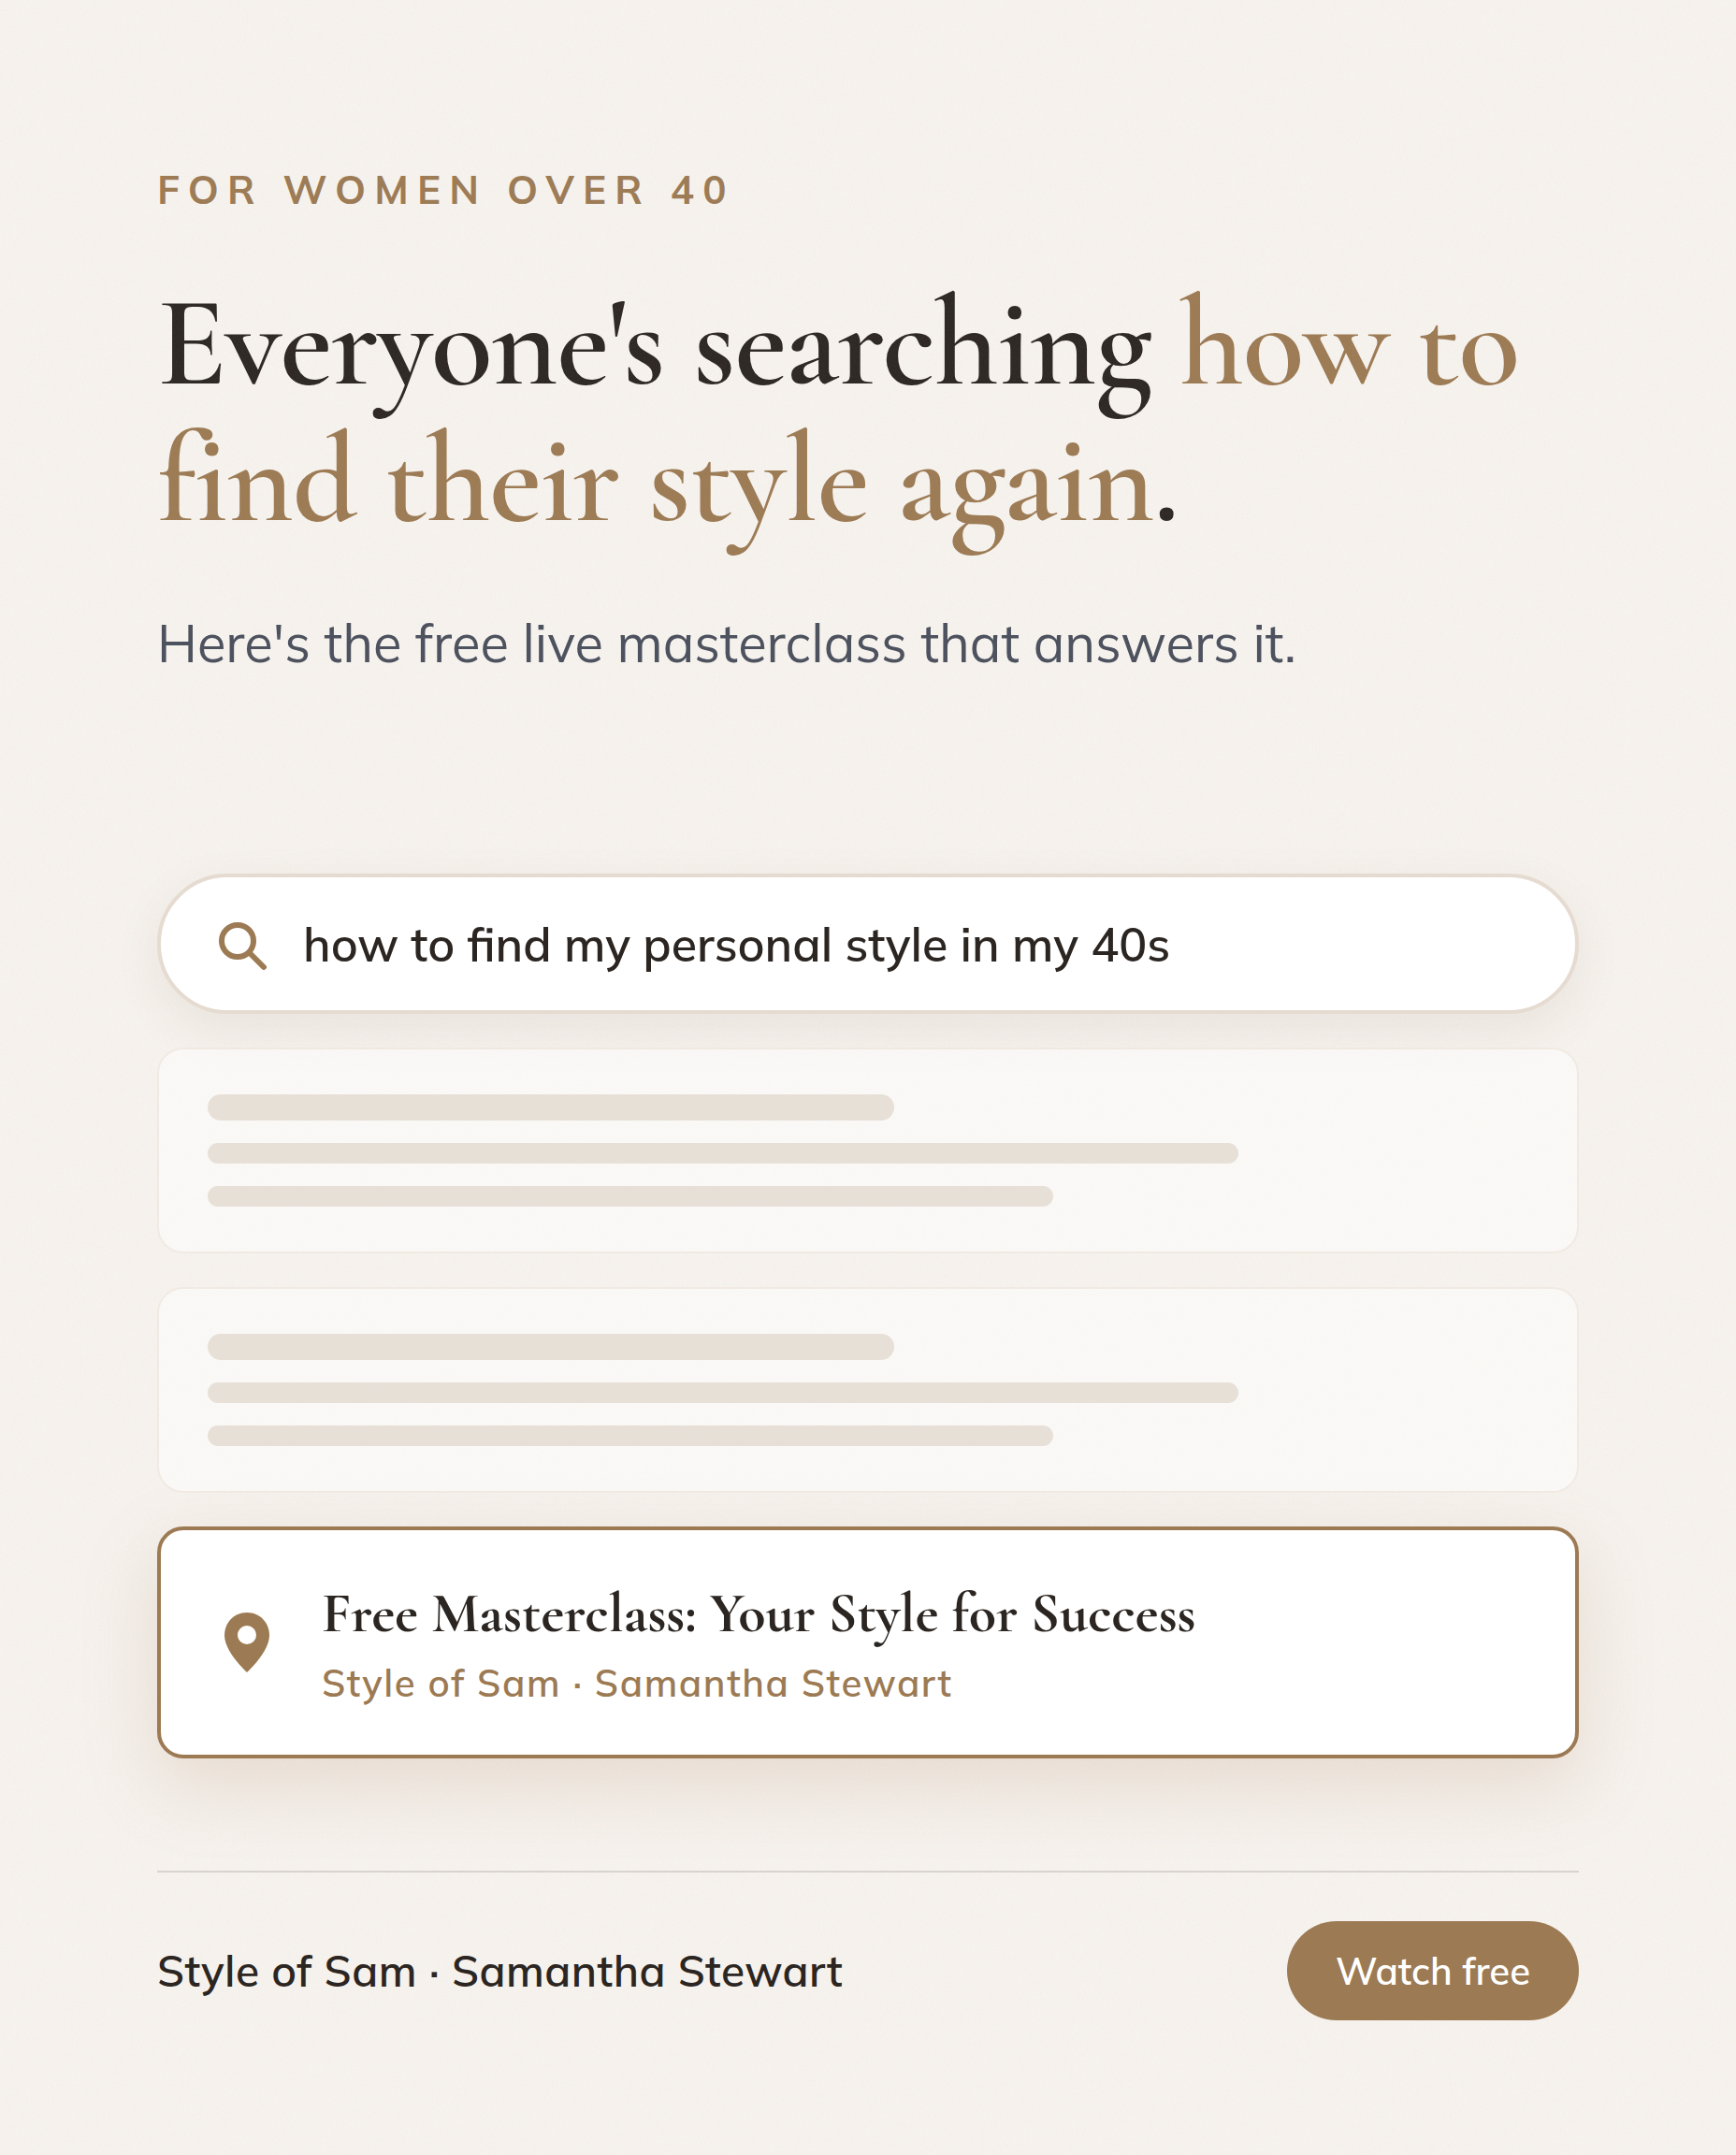 FOR WOMEN OVER 40
Everyone's searching how to
find their style again.
Here's the free live masterclass that answers it.
how to find my personal style in my 40s
Free Masterclass: Your Style for Success
Style of Sam · Samantha Stewart
Style of Sam · Samantha Stewart
Watch free